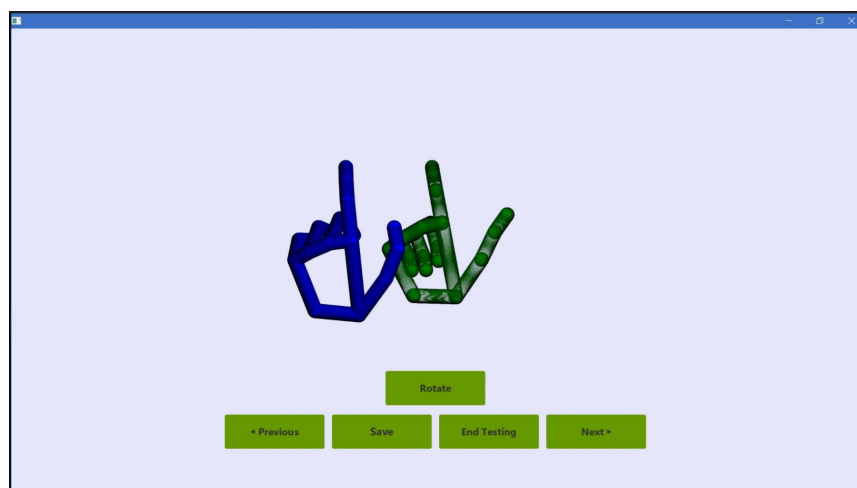 Rotate
◂ Previous
Save
End Testing
Next ▸